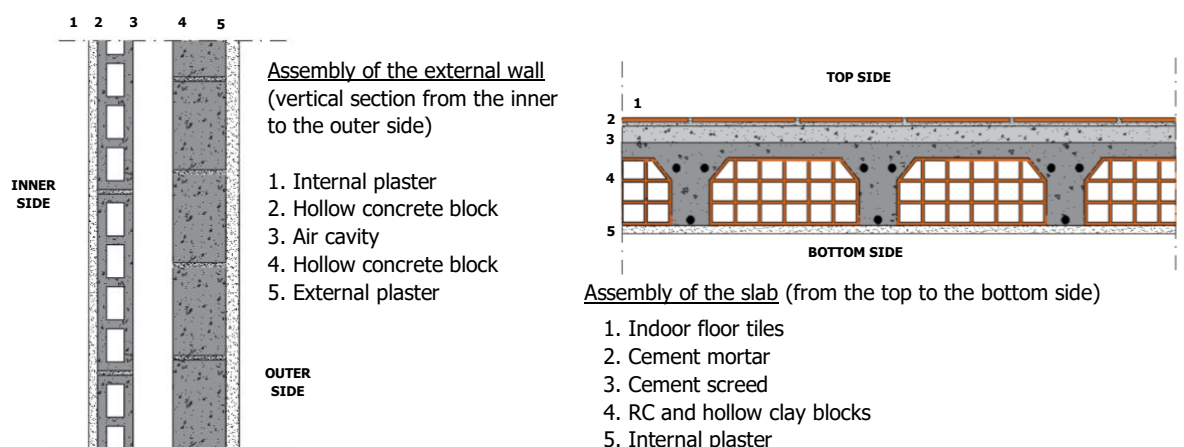 1 2 3 4 5
Assembly of the external wall
(vertical section from the inner
to the outer side)
1. Internal plaster
2. Hollow concrete block
3. Air cavity
4. Hollow concrete block
5. External plaster
INNER
SIDE
OUTER
SIDE
TOP SIDE
1
2
3
4
5
BOTTOM SIDE
Assembly of the slab (from the top to the bottom side)
1. Indoor floor tiles
2. Cement mortar
3. Cement screed
4. RC and hollow clay blocks
5. Internal plaster